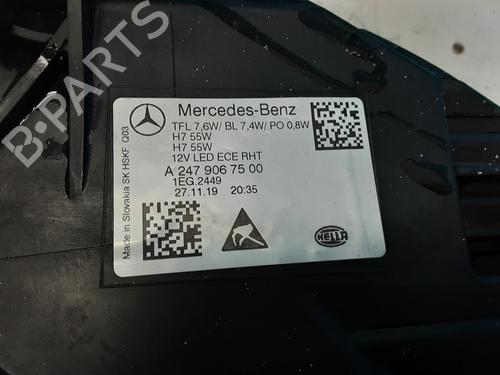 B-PARTS
Mercedes-Benz
TFL 7,6W/ BL 7,4W/ PO 0,8W
H7 55W
H7 55W
12V LED ECE RHT
A 247 906 75 00
1EG.2449
27.11.19 20:35
HELLA
Made in Slovakia SK HSKF Q03